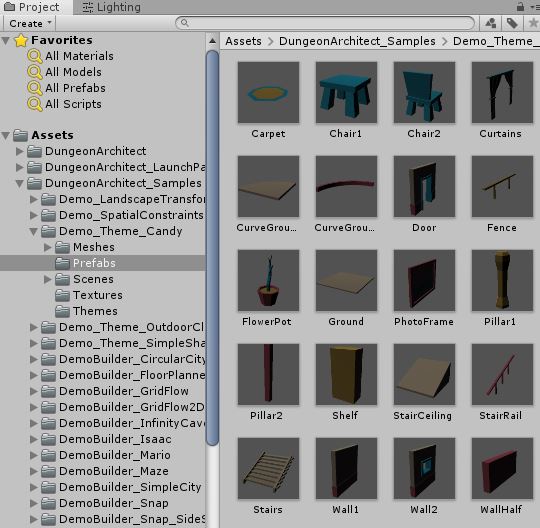 Project
Lighting
Create
Favorites
All Materials
All Models
All Prefabs
All Scripts
Assets
DungeonArchitect
DungeonArchitect_LaunchPa
DungeonArchitect_Samples
Demo_LandscapeTransfor
Demo_SpatialConstraints
Demo_Theme_Candy
Meshes
Prefabs
Scenes
Textures
Themes
Demo_Theme_OutdoorCl
Demo_Theme_SimpleSha
DemoBuilder_CircularCity
DemoBuilder_FloorPlanne
DemoBuilder_GridFlow
DemoBuilder_GridFlow2D
DemoBuilder_InfinityCave
DemoBuilder_Isaac
DemoBuilder_Mario
DemoBuilder_Maze
DemoBuilder_SimpleCity
DemoBuilder_Snap
DemoBuilder_Snap_SideS
Assets > DungeonArchitect_Samples > Demo_Theme_
Carpet Chair1 Chair2 Curtains
CurveGrou... CurveGrou... Door Fence
FlowerPot Ground PhotoFrame Pillar1
Pillar2 Shelf StairCeiling StairRail
Stairs Wall1 Wall2 WallHalf